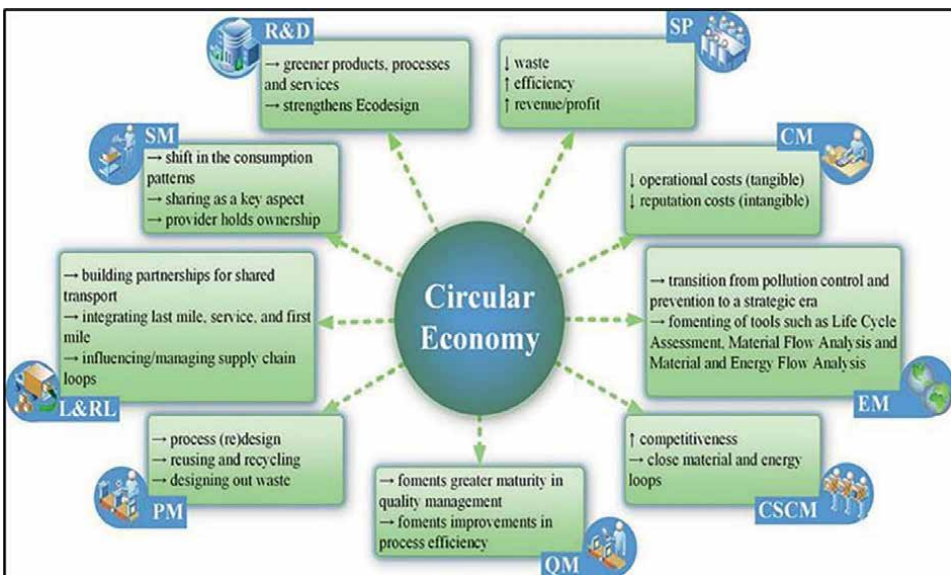 R&D
→ greener products, processes
and services
→ strengthens Ecodesign
SP
↓ waste
↑ efficiency
↑ revenue/profit
SM
→ shift in the consumption
patterns
→ sharing as a key aspect
→ provider holds ownership
CM
↓ operational costs (tangible)
↓ reputation costs (intangible)
→ building partnerships for shared
transport
→ integrating last mile, service, and first
mile
→ influencing/managing supply chain
loops
L&RL
Circular
Economy
→ transition from pollution control and
prevention to a strategic era
→ fomenting of tools such as Life Cycle
Assessment, Material Flow Analysis and
Material and Energy Flow Analysis
EM
→ process (re)design
→ reusing and recycling
→ designing out waste
PM
→ foments greater maturity in
quality management
→ foments improvements in
process efficiency
QM
↑ competitiveness
→ close material and energy
loops
CSCM